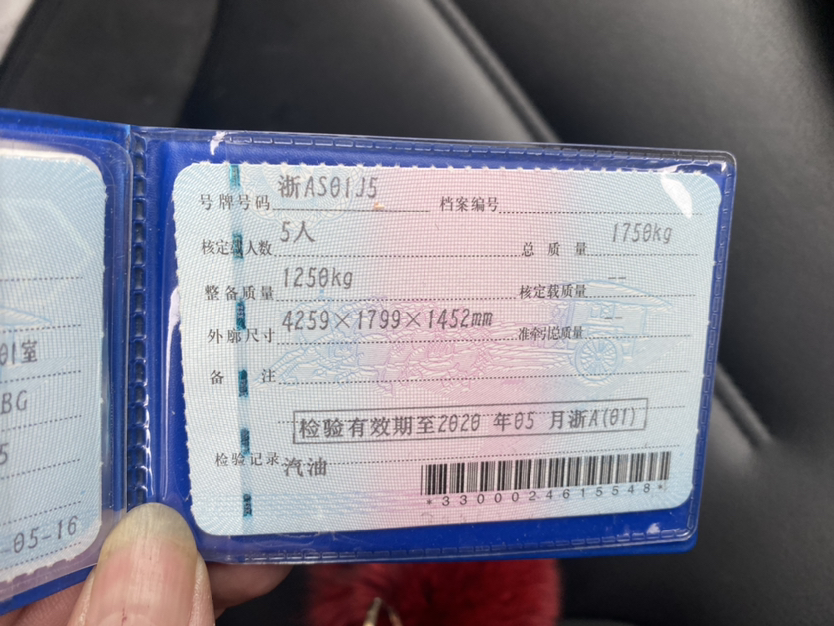 01室
BG
5
-05-16
号牌号码 浙AS01J5 档案编号
核定载人数 5人 总质量 1750kg
整备质量 1250kg 核定载质量 --
外廓尺寸 4259×1799×1452mm 准牵引总质量 --
备注
检验有效期至2020 年05 月浙A(01)
检验记录 汽油
*3300024615548*